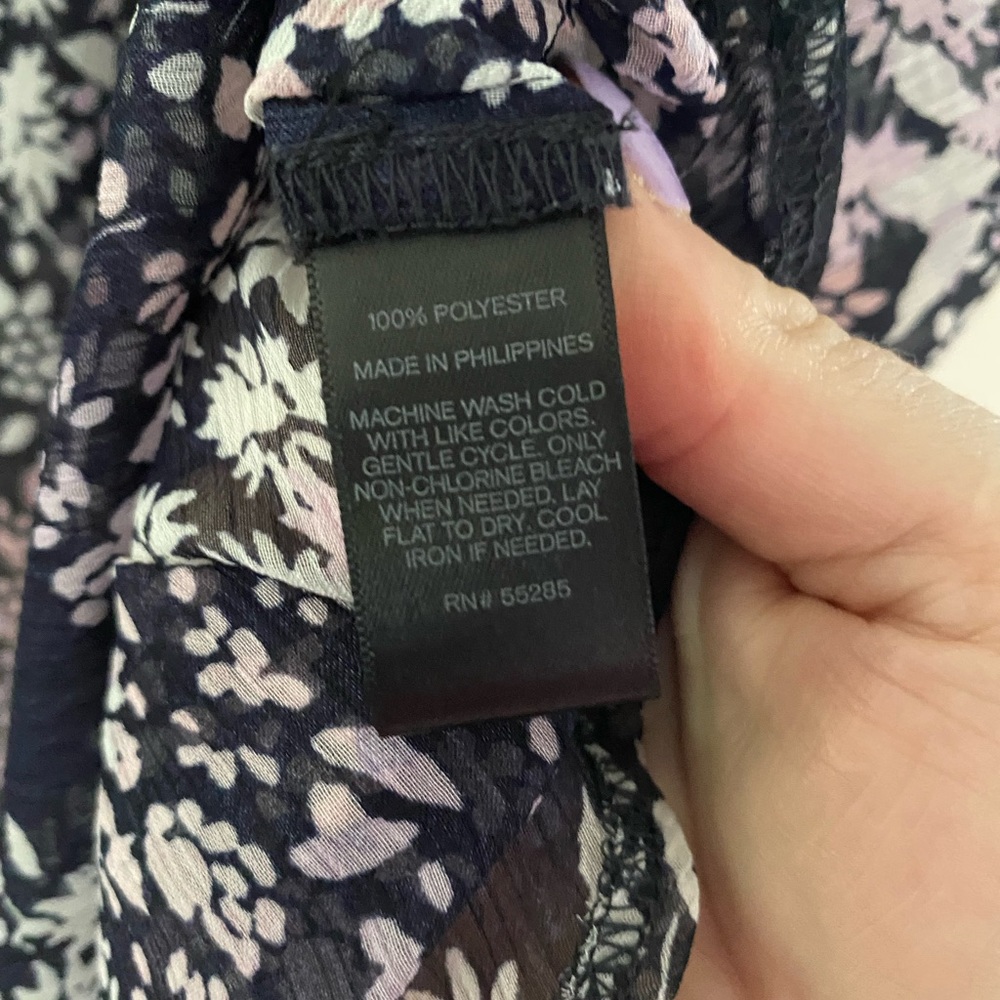 100% POLYESTER
MADE IN PHILIPPINES
MACHINE WASH COLD
WITH LIKE COLORS.
GENTLE CYCLE. ONLY
NON-CHLORINE BLEACH
WHEN NEEDED. LAY
FLAT TO DRY. COOL
IRON IF NEEDED.
RN# 55285